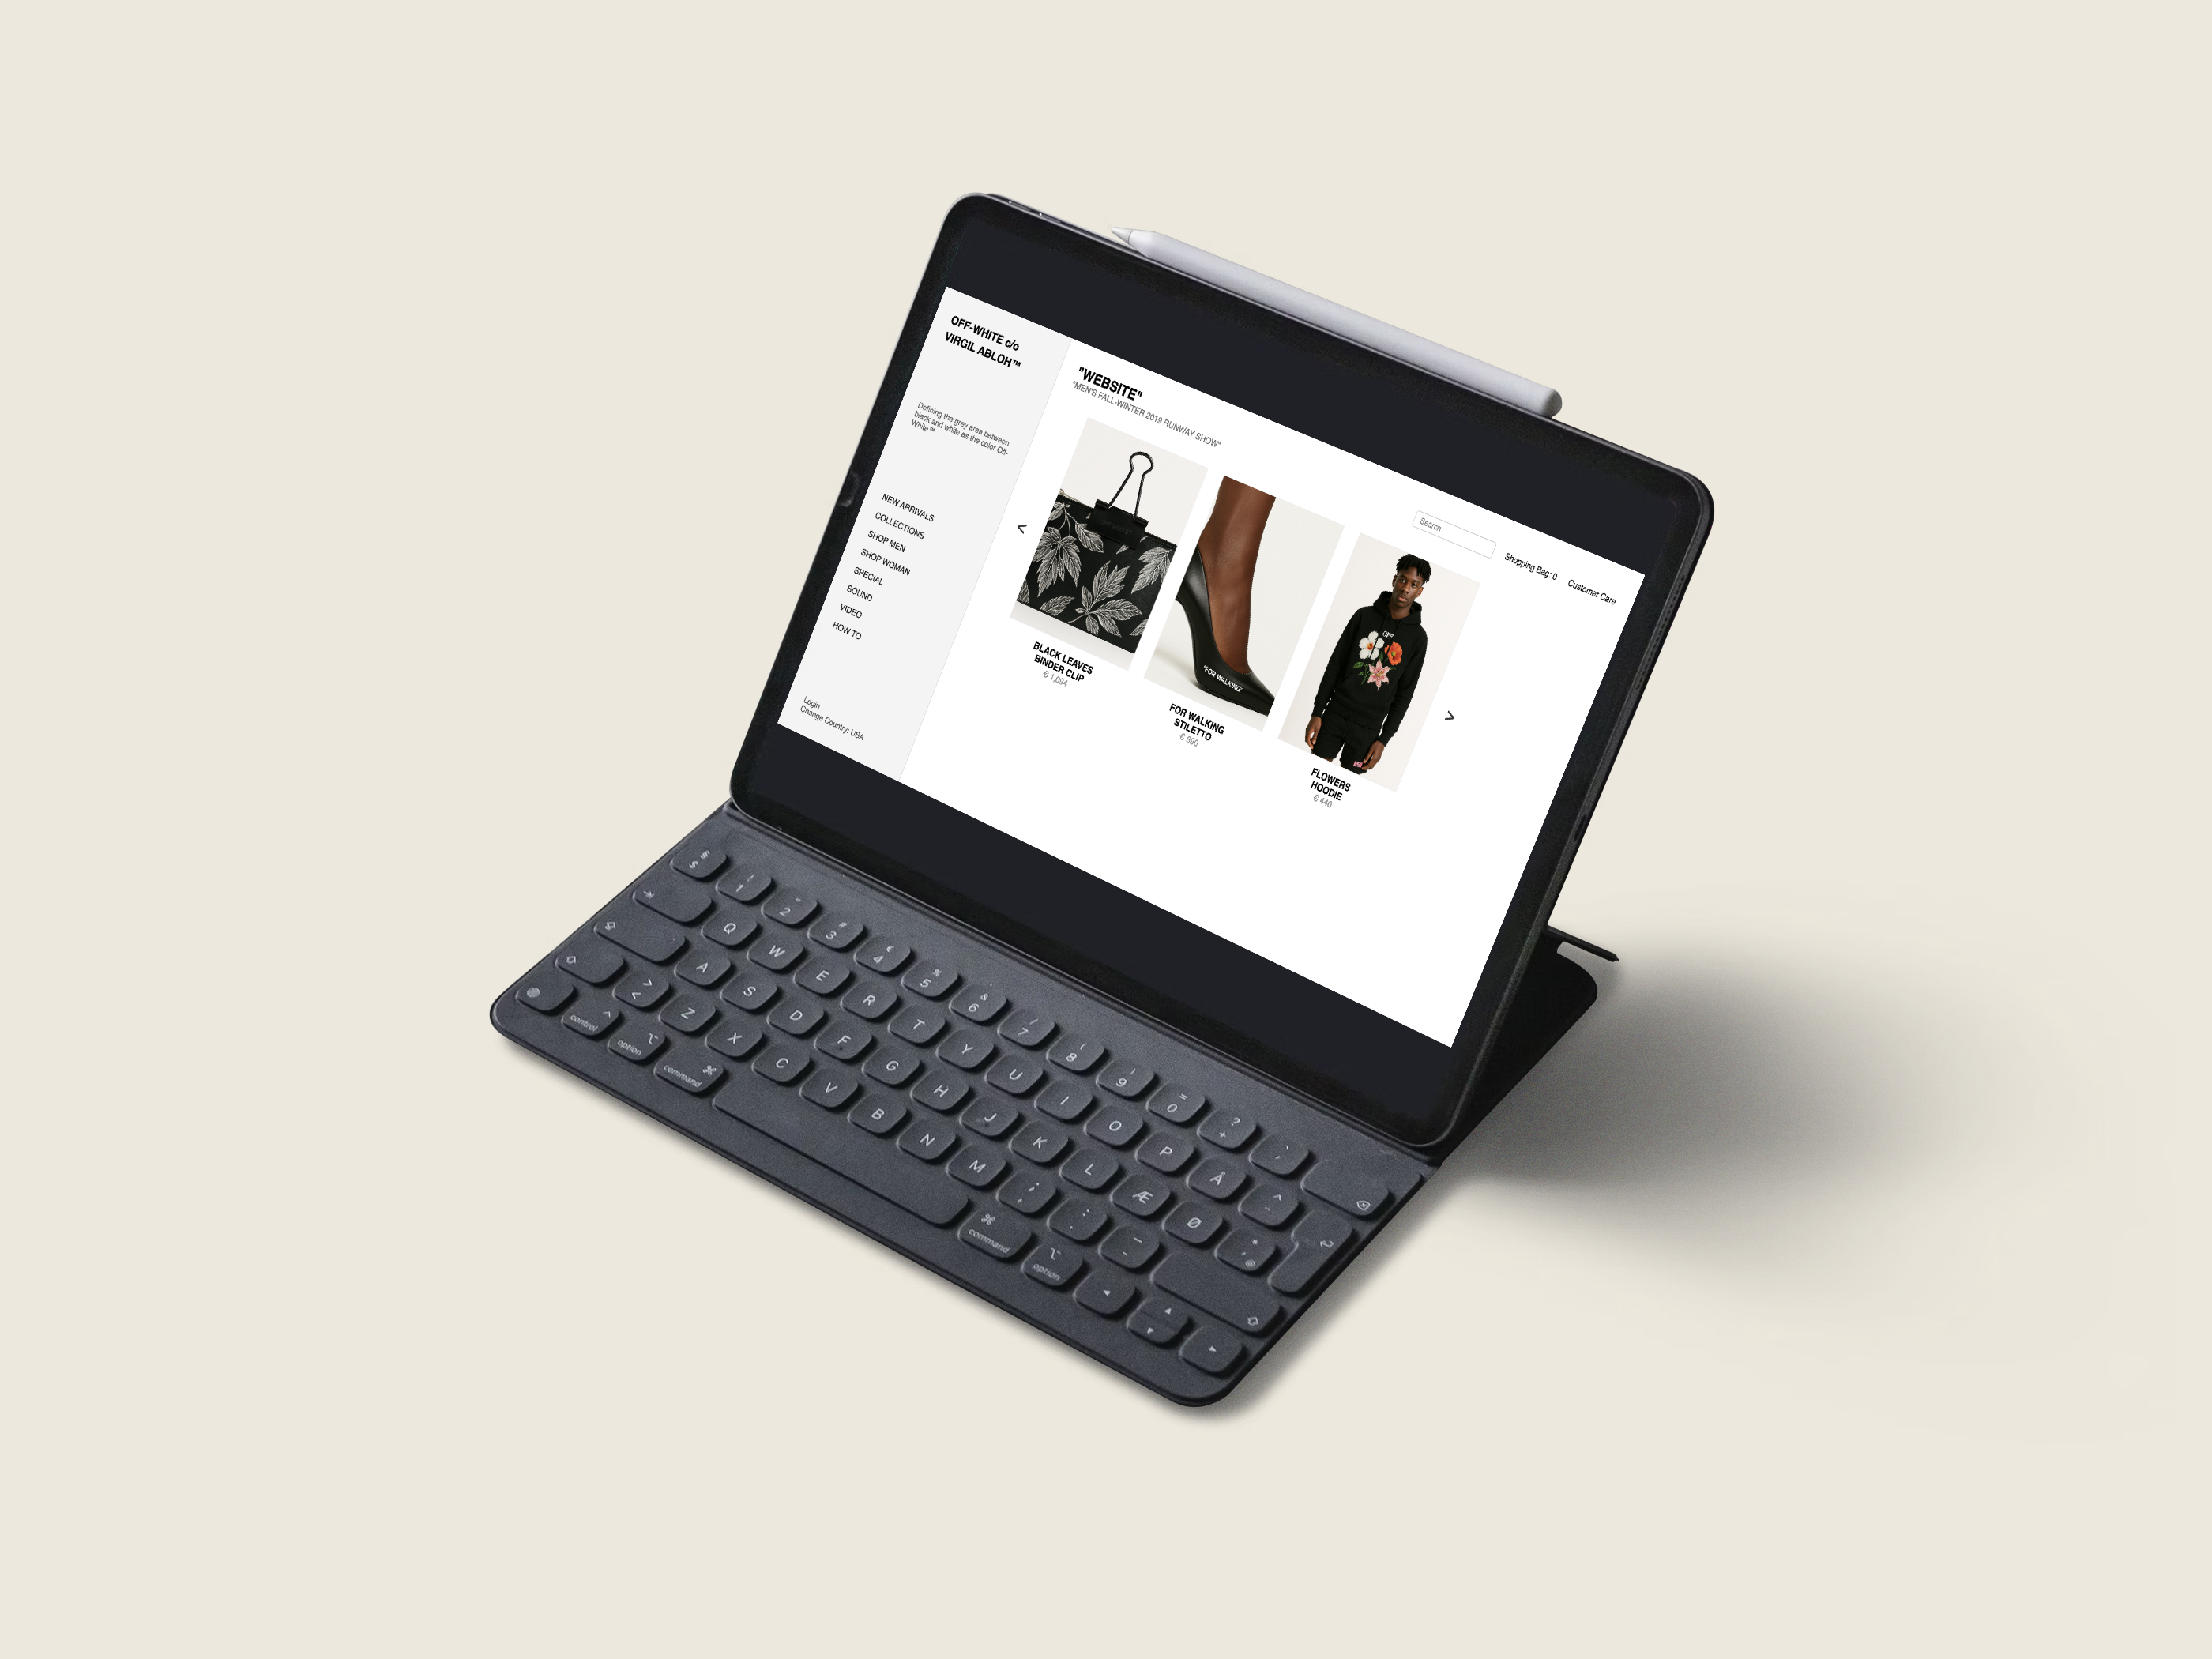 OFF-WHITE c/o
VIRGIL ABLOH™
Defining the grey area between
black and white as the color Off-
White™
NEW ARRIVALS
COLLECTIONS
SHOP MEN
SHOP WOMAN
SPECIAL
SOUND
VIDEO
HOW TO
Login
Change Country: USA
"WEBSITE"
"MEN'S FALL-WINTER 2019 RUNWAY SHOW"
Search
Shopping Bag: 0
Customer Care
<
BLACK LEAVES
BINDER CLIP
€ 1,094
"FOR WALKING"
FOR WALKING
STILETTO
€ 690
OFF
FLOWERS
HOODIE
€ 440
>
§ $ ! 1 " 2 # 3 € 4 % 5 & 6 / 7 ( 8 ) 9 = 0 ? + `
Q W E R T Y U I O P Å ^
A S D F G H J K L Æ Ø *
> < Z X C V B N M ; , : . _ -
control option command command option